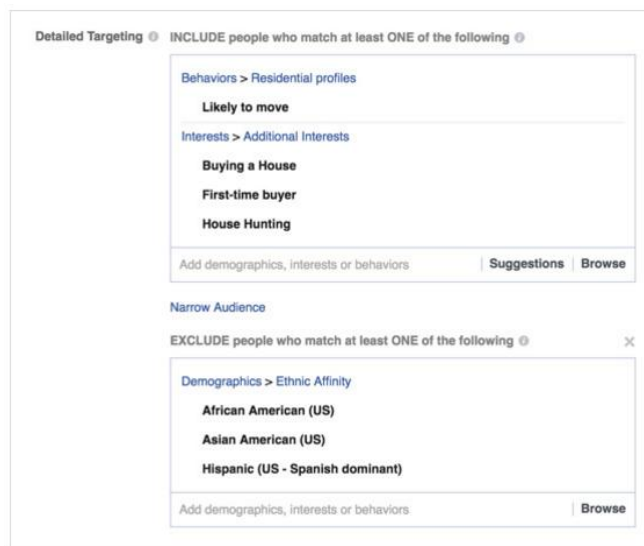 Detailed Targeting INCLUDE people who match at least ONE of the following
Behaviors > Residential profiles
Likely to move
Interests > Additional Interests
Buying a House
First-time buyer
House Hunting
Add demographics, interests or behaviors Suggestions Browse
Narrow Audience
EXCLUDE people who match at least ONE of the following
Demographics > Ethnic Affinity
African American (US)
Asian American (US)
Hispanic (US - Spanish dominant)
Add demographics, interests or behaviors Browse